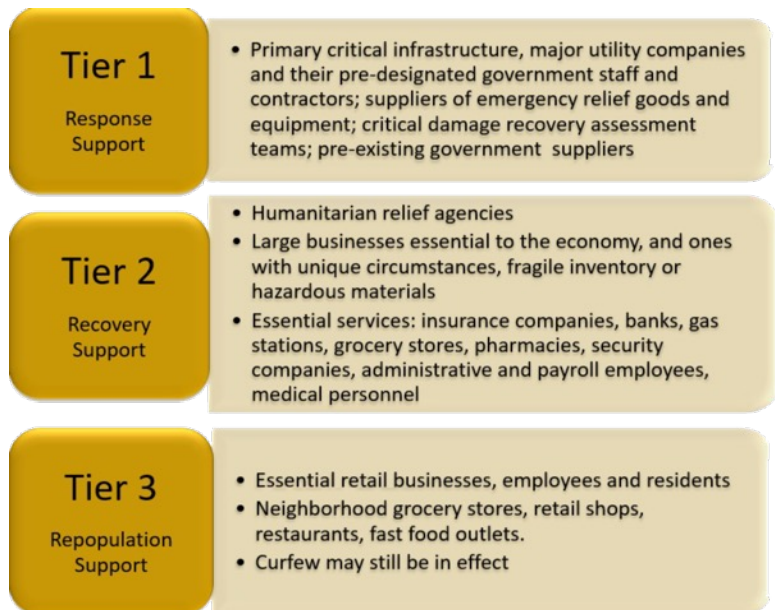 Tier 1
Response
Support
• Primary critical infrastructure, major utility companies
and their pre-designated government staff and
contractors; suppliers of emergency relief goods and
equipment; critical damage recovery assessment
teams; pre-existing government suppliers
Tier 2
Recovery
Support
• Humanitarian relief agencies
• Large businesses essential to the economy, and ones
with unique circumstances, fragile inventory or
hazardous materials
• Essential services: insurance companies, banks, gas
stations, grocery stores, pharmacies, security
companies, administrative and payroll employees,
medical personnel
Tier 3
Repopulation
Support
• Essential retail businesses, employees and residents
• Neighborhood grocery stores, retail shops,
restaurants, fast food outlets.
• Curfew may still be in effect